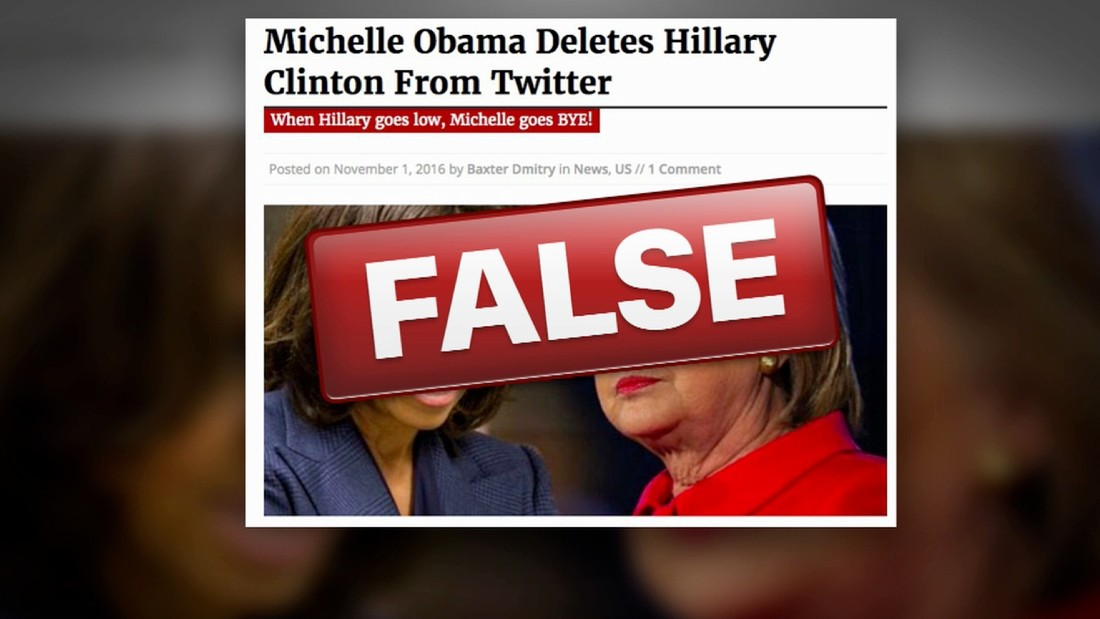 Michelle Obama Deletes Hillary
Clinton From Twitter
When Hillary goes low, Michelle goes BYE!
Posted on November 1, 2016 by Baxter Dmitry in News, US // 1 Comment
FALSE